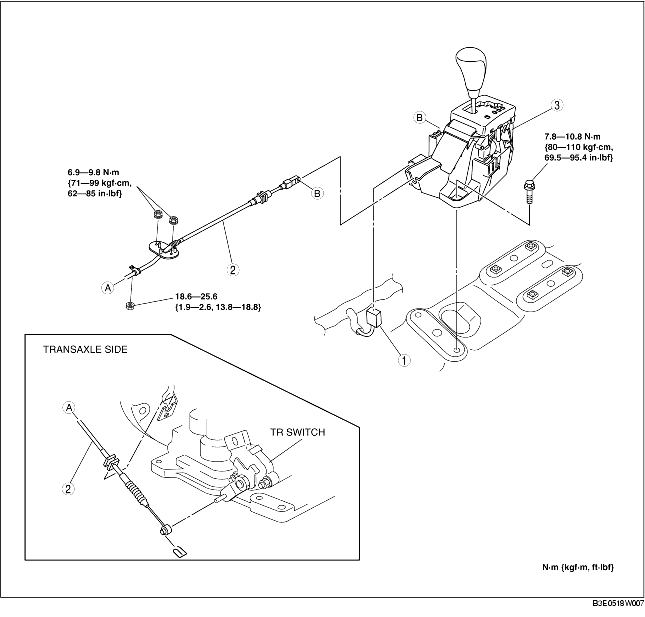 B
3
7.8—10.8 N·m
{80—110 kgf·cm,
69.5—95.4 in·lbf}
6.9—9.8 N·m
{71—99 kgf·cm,
62—85 in·lbf}
B
2
A
18.6—25.6
{1.9—2.6, 13.8—18.8}
1
TRANSAXLE SIDE
A
TR SWITCH
2
N·m {kgf·m, ft·lbf}
B3E0518W007